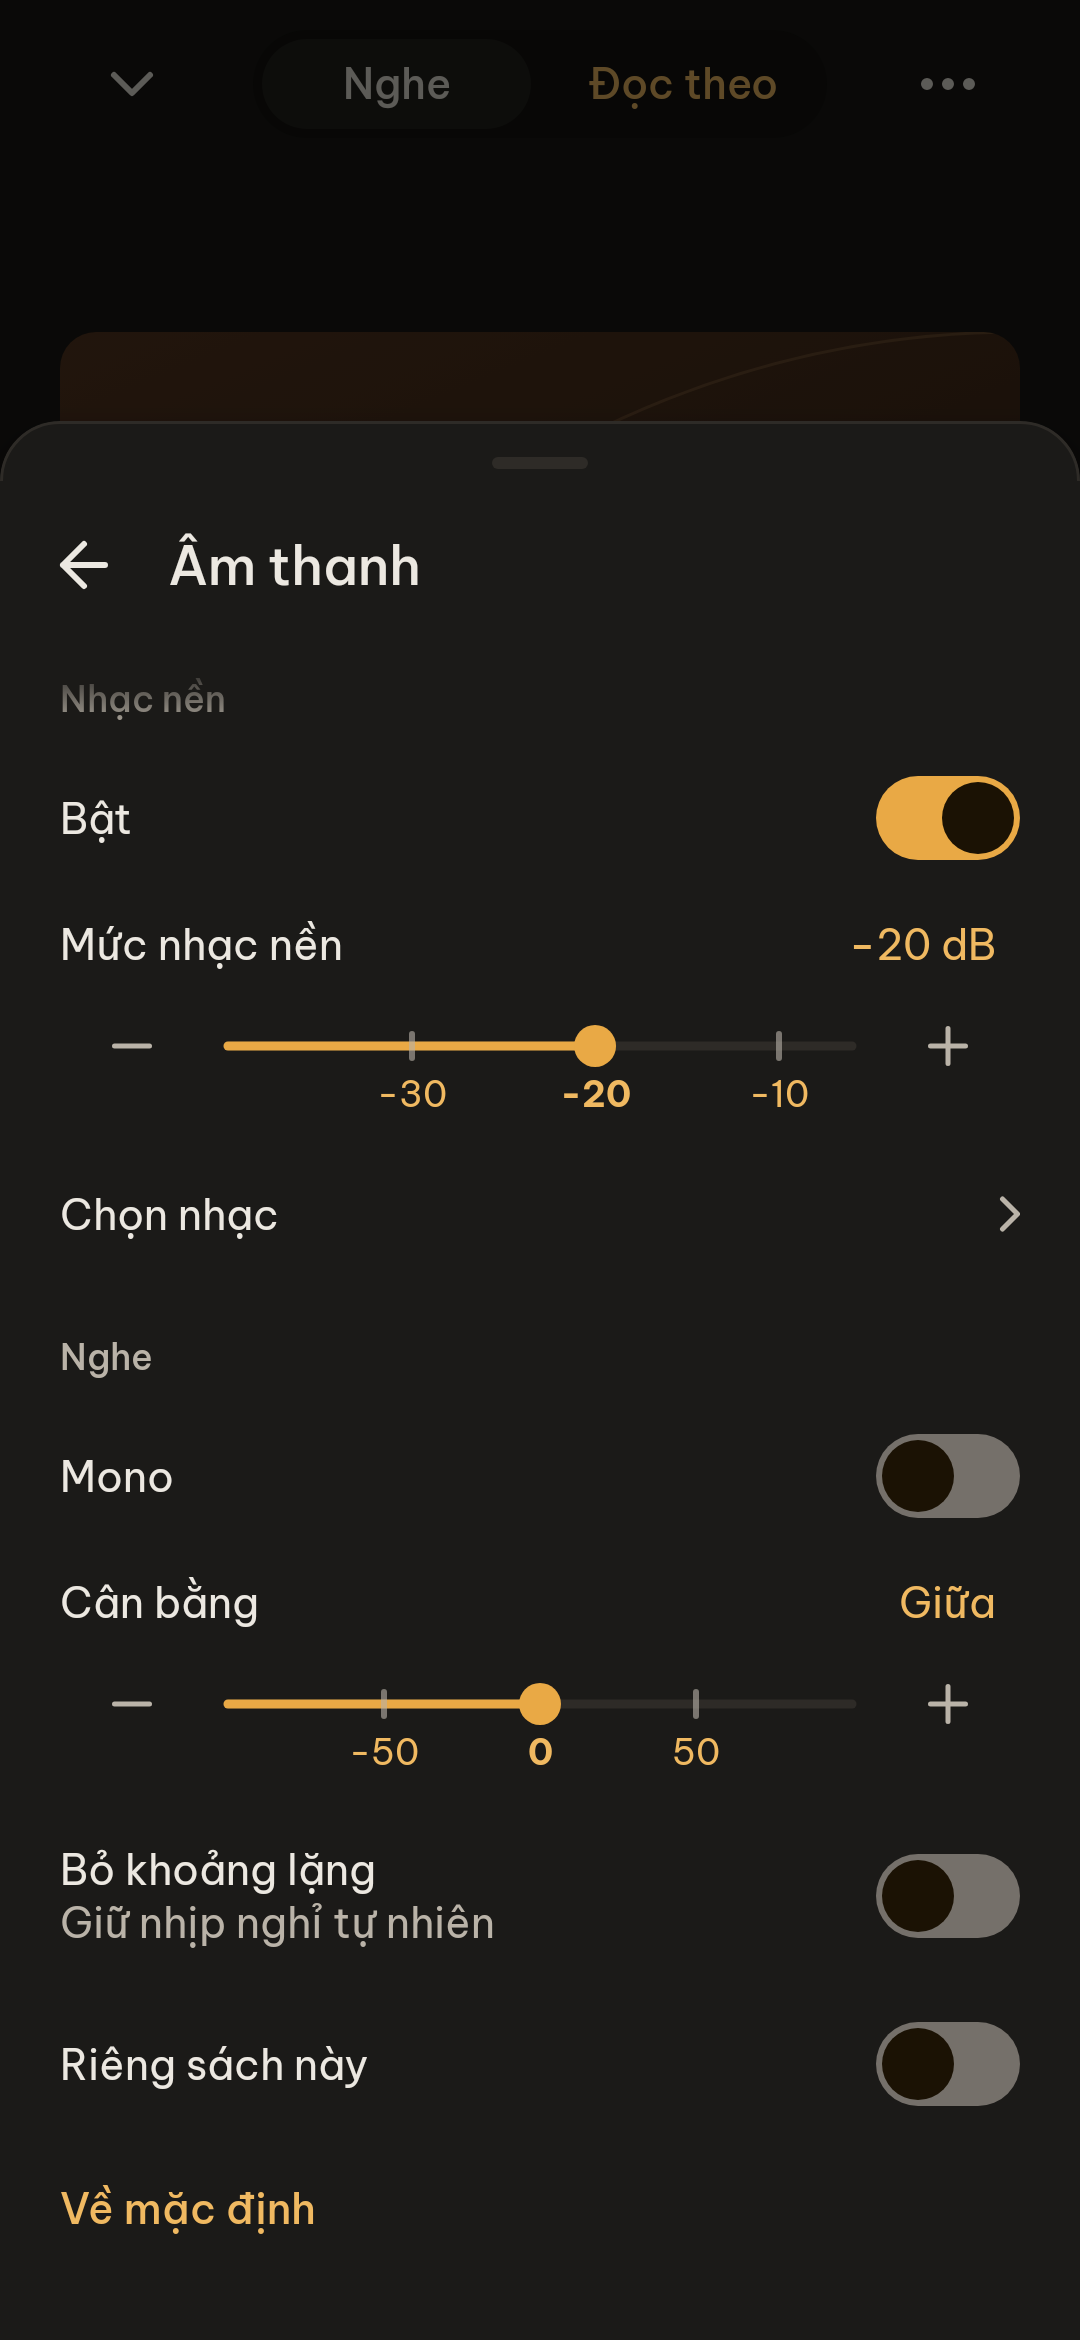 Nghe
Đọc theo
Âm thanh
Nhạc nền
Bật
Mức nhạc nền
-20 dB
-30
-20
-10
Chọn nhạc
Nghe
Mono
Cân bằng
Giữa
-50
0
50
Bỏ khoảng lặng
Giữ nhịp nghỉ tự nhiên
Riêng sách này
Về mặc định